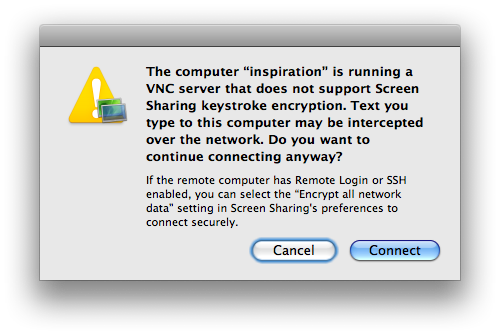 The computer “inspiration” is running a
VNC server that does not support Screen
Sharing keystroke encryption. Text you
type to this computer may be intercepted
over the network. Do you want to
continue connecting anyway?
If the remote computer has Remote Login or SSH
enabled, you can select the “Encrypt all network
data” setting in Screen Sharing's preferences to
connect securely.
Cancel
Connect